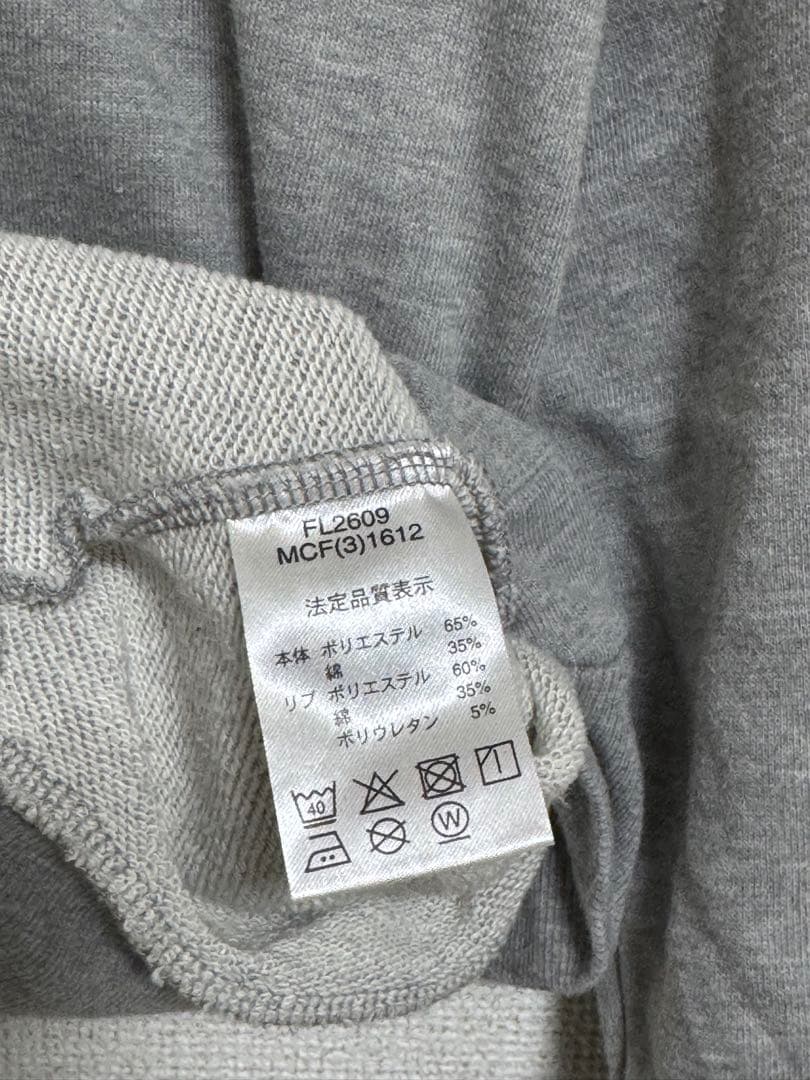 FL2609
MCF(3)1612
法定品質表示
本体 ポリエステル 65%
綿 35%
リブ ポリエステル 60%
綿 35%
ポリウレタン 5%
40
W